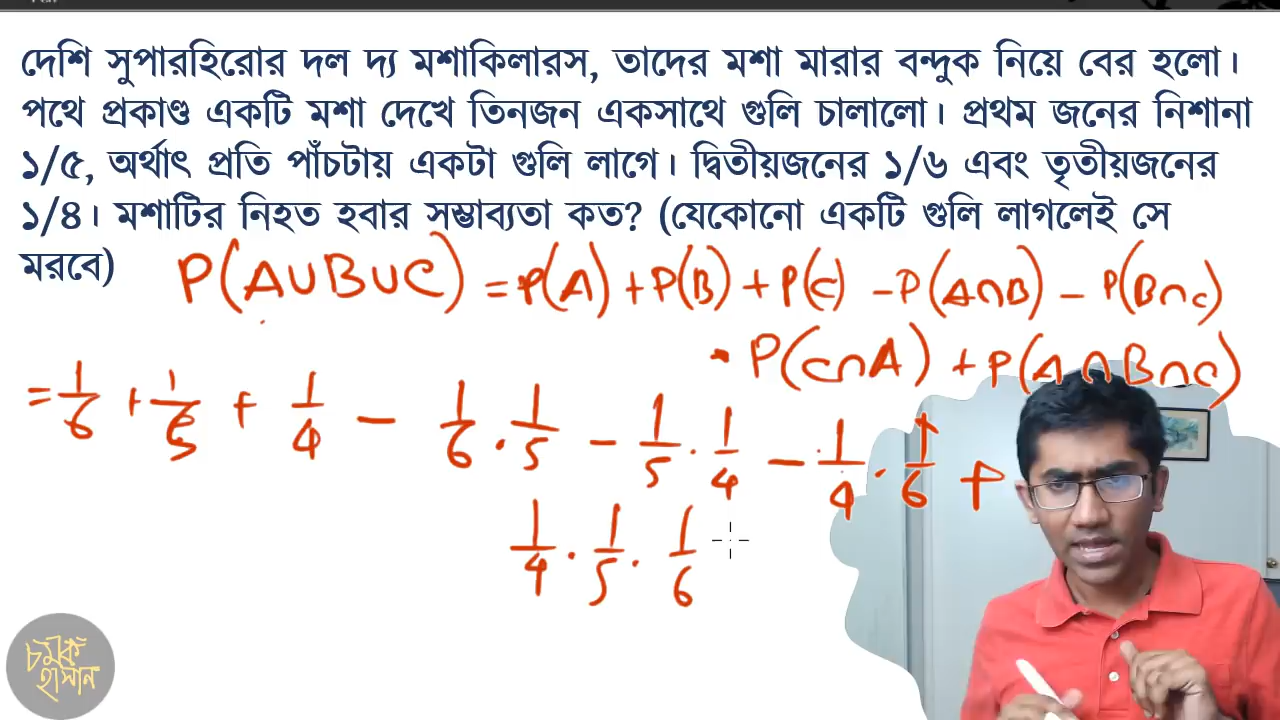 দেশি সুপারহিরোর দল দ্য মশাকিলারস, তাদের মশা মারার বন্দুক নিয়ে বের হলো।
পথে প্রকাণ্ড একটি মশা দেখে তিনজন একসাথে গুলি চালালো। প্রথম জনের নিশানা
১/৫, অর্থাৎ প্রতি পাঁচটায় একটা গুলি লাগে। দ্বিতীয়জনের ১/৬ এবং তৃতীয়জনের
১/৪। মশাটির নিহত হবার সম্ভাব্যতা কত? (যেকোনো একটি গুলি লাগলেই সে
মরবে)
P(A∪B∪C) = P(A) + P(B) + P(C) - P(A∩B) - P(B∩C)
- P(C∩A) + P(A∩B∩C)
= 1/6 + 1/5 + 1/4 - 1/6 . 1/5 - 1/5 . 1/4 - 1/4 . 1/6 +
1/4 . 1/5 . 1/6
চমক
হাসান